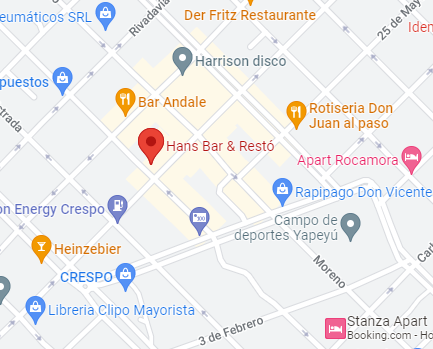 eumáticos SRL
Rivadavia
Der Fritz Restaurante
25 de May
Harrison disco
Iden
puestos
Bar Andale
Rotiseria Don
Juan al paso
Hans Bar & Restó
Apart Rocamora
Rapipago Don Vicente
on Energy Crespo
Campo de
deportes Yapeyú
Heinzebier
CRESPO
Moreno
Libreria Clipo Mayorista
3 de Febrero
Stanza Apart
Booking.com - Ho